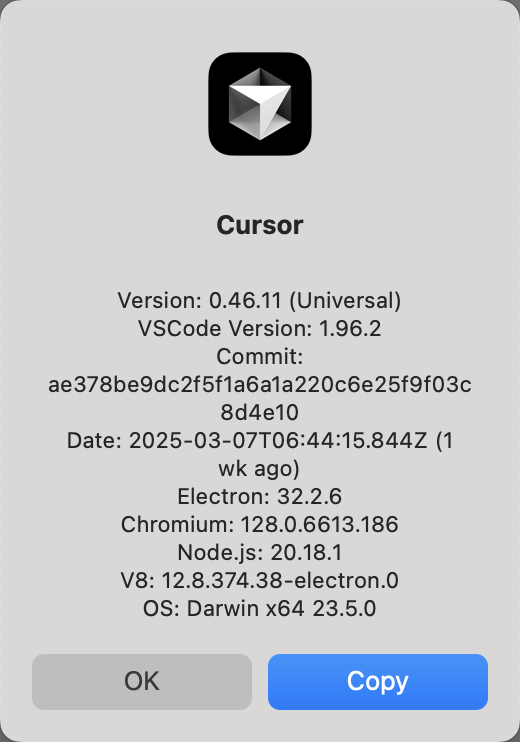 Cursor
Version: 0.46.11 (Universal)
VSCode Version: 1.96.2
Commit:
ae378be9dc2f5f1a6a1a220c6e25f9f03c
8d4e10
Date: 2025-03-07T06:44:15.844Z (1
wk ago)
Electron: 32.2.6
Chromium: 128.0.6613.186
Node.js: 20.18.1
V8: 12.8.374.38-electron.0
OS: Darwin x64 23.5.0
OK
Copy